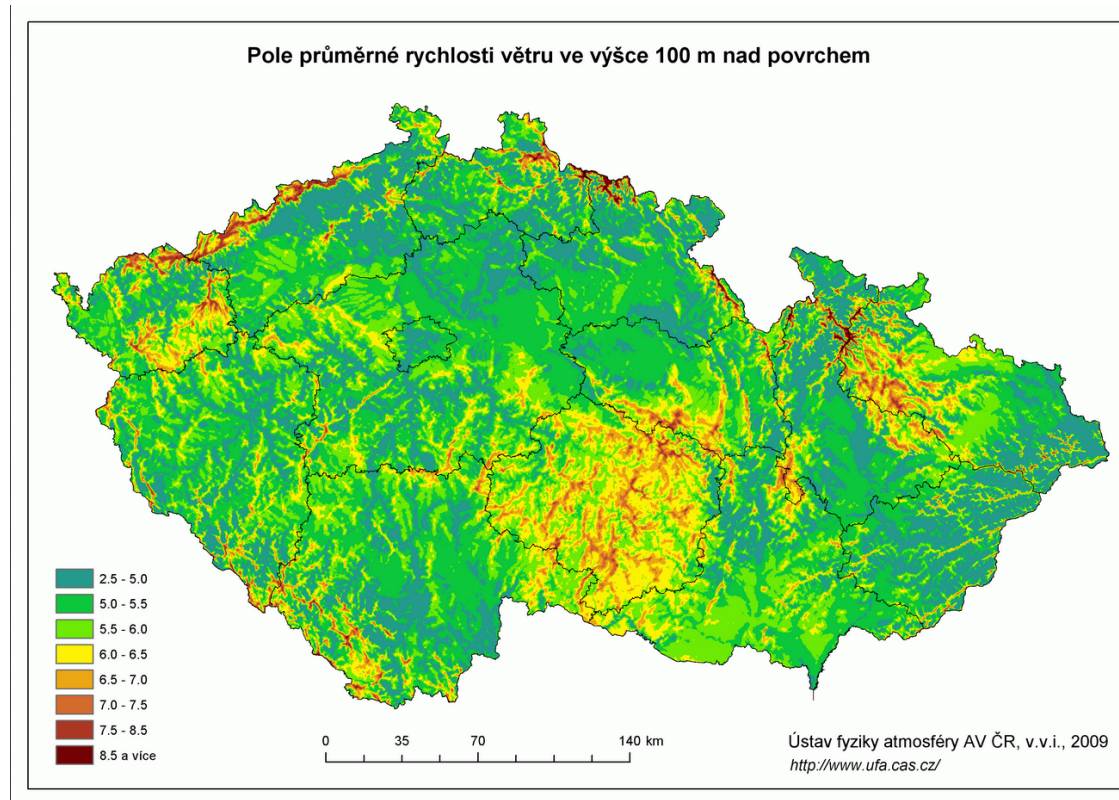 Pole průměrné rychlosti větru ve výšce 100 m nad povrchem
2.5 - 5.0
5.0 - 5.5
5.5 - 6.0
6.0 - 6.5
6.5 - 7.0
7.0 - 7.5
7.5 - 8.5
8.5 a více
0 35 70 140 km
Ústav fyziky atmosféry AV ČR, v.v.i., 2009
http://www.ufa.cas.cz/